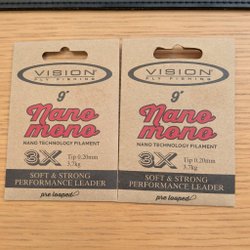 VISION
FLY FISHING
9'
Nano
mono
NANO TECHNOLOGY FILAMENT
3X
Tip 0.20mm
3,7kg
SOFT & STRONG
PERFORMANCE LEADER
pre looped
VISION
FLY FISHING
9'
Nano
mono
NANO TECHNOLOGY FILAMENT
3X
Tip 0.20mm
3,7kg
SOFT & STRONG
PERFORMANCE LEADER
pre looped